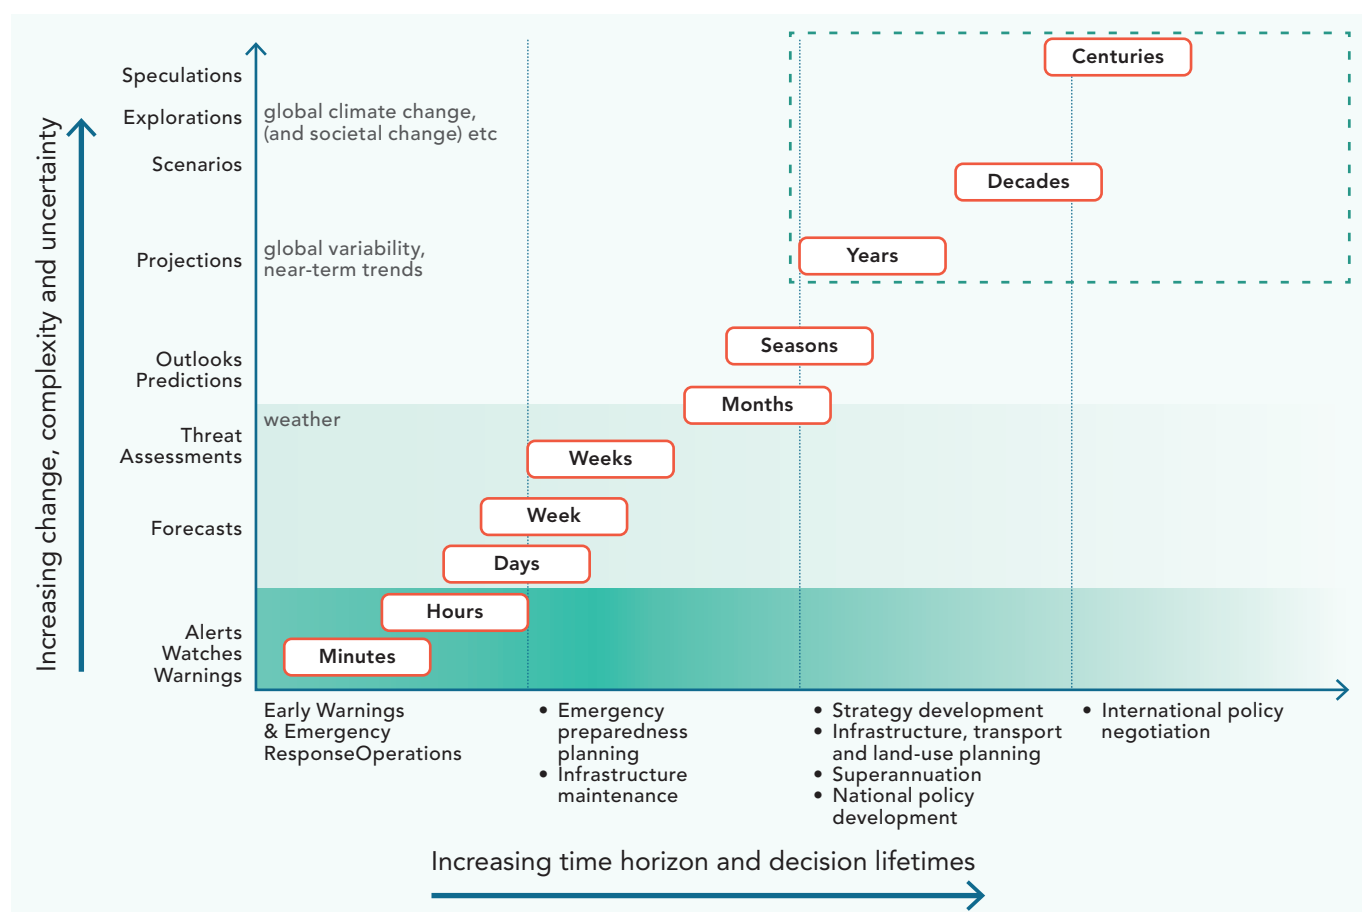 Increasing change, complexity and uncertainty
Speculations
Explorations
Scenarios
Projections
Outlooks
Predictions
Threat
Assessments
Forecasts
Alerts
Watches
Warnings
global climate change,
(and societal change) etc
global variability,
near-term trends
weather
Centuries
Decades
Years
Seasons
Months
Weeks
Week
Days
Hours
Minutes
Early Warnings
& Emergency
ResponseOperations
• Emergency
preparedness
planning
• Infrastructure
maintenance
• Strategy development
• Infrastructure, transport
and land-use planning
• Superannuation
• National policy
development
• International policy
negotiation
Increasing time horizon and decision lifetimes